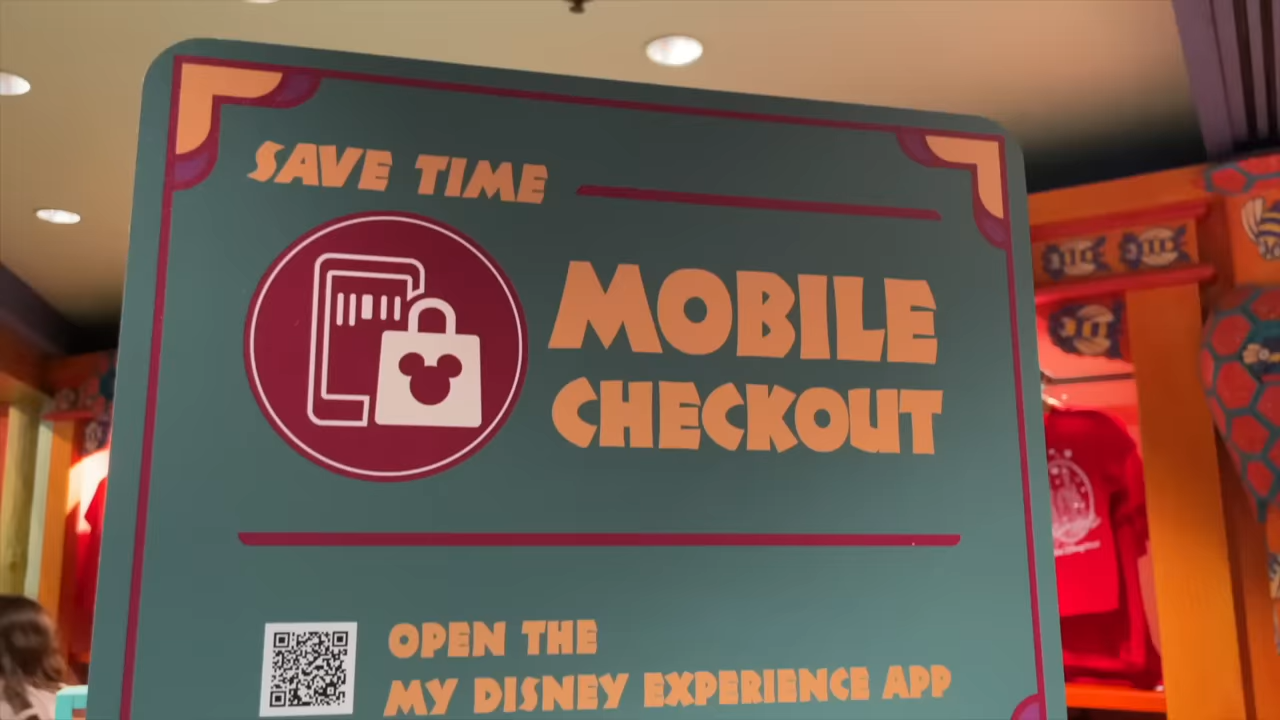 SAVE TIME
MOBILE
CHECKOUT
OPEN THE
MY DISNEY EXPERIENCE APP